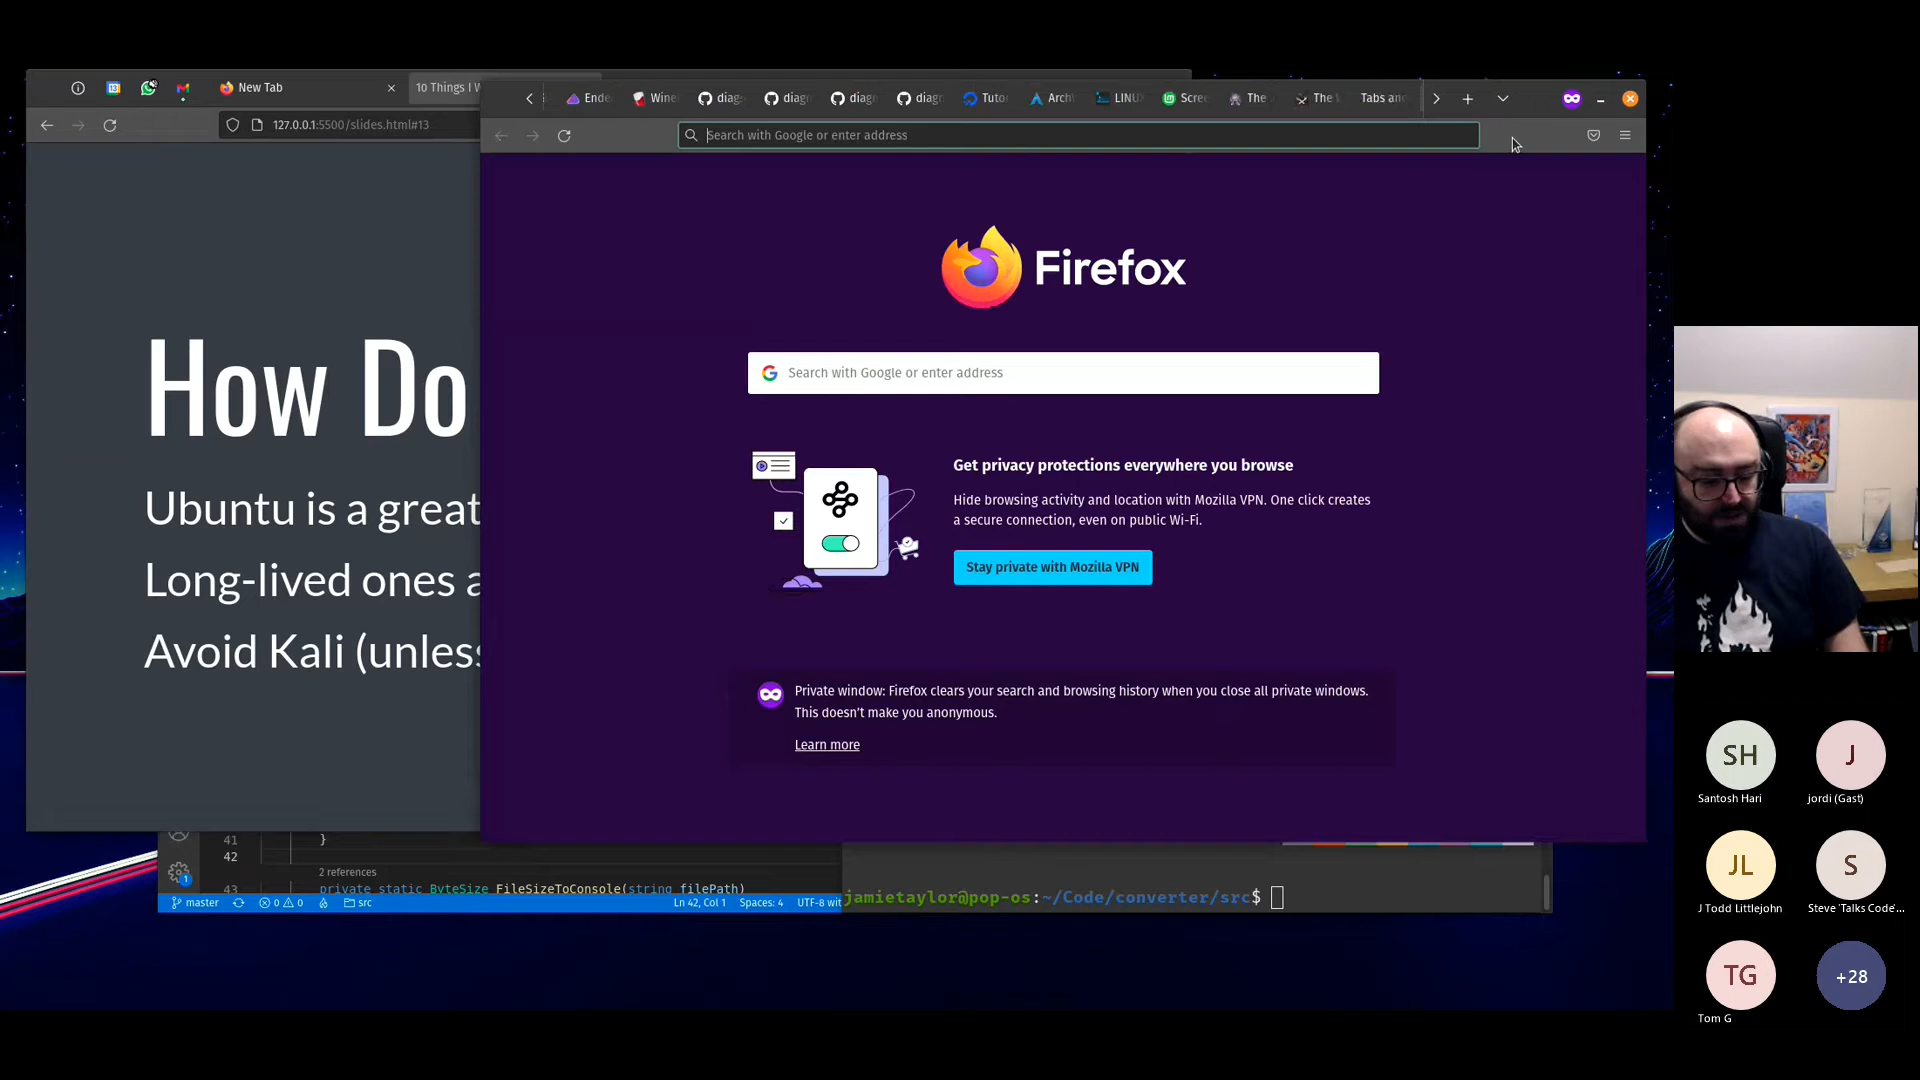 New Tab
10 Things I W
127.0.0.1:5500/slides.html#13
How Do
Ubuntu is a great
Long-lived ones a
Avoid Kali (unless
Ende
Wine
diag
diag
diag
diag
Tuto
Arch
LINU
Scre
The
The
Tabs an
Search with Google or enter address
Firefox
Search with Google or enter address
Get privacy protections everywhere you browse
Hide browsing activity and location with Mozilla VPN. One click creates
a secure connection, even on public Wi-Fi.
Stay private with Mozilla VPN
Private window: Firefox clears your search and browsing history when you close all private windows.
This doesn't make you anonymous.
Learn more
41 }
42
2 references
43 private static ByteSize FileSizeToConsole(string filePath)
1
master
0
0
src
Ln 42, Col 1
Spaces: 4
UTF-8 wit
jamietaylor@pop-os:~/Code/converter/src$
SH
Santosh Hari
J
jordi (Gast)
JL
J Todd Littlejohn
S
Steve 'Talks Code'...
TG
Tom G
+28